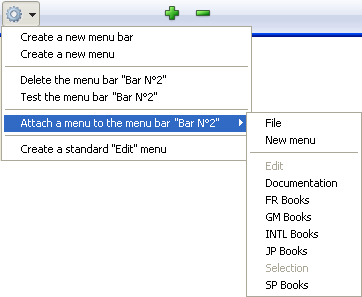 Create a new menu bar
Create a new menu
Delete the menu bar "Bar N°2"
Test the menu bar "Bar N°2"
Attach a menu to the menu bar "Bar N°2"
Create a standard "Edit" menu
File
New menu
Edit
Documentation
FR Books
GM Books
INTL Books
JP Books
Selection
SP Books